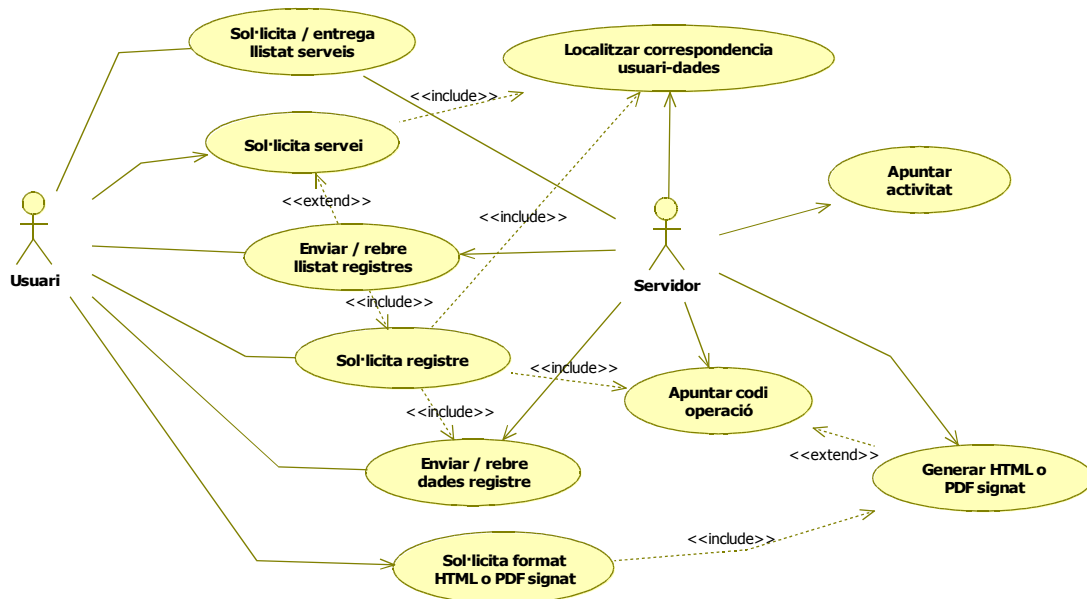 Sol·licita / entrega
llistat serveis
Localitzar correspondencia
usuari-dades
<<include>>
Sol·licita servei
Apuntar
activitat
<<extend>>
<<include>>
Enviar / rebre
llistat registres
Usuari
Servidor
<<include>>
Sol·licita registre
<<include>>
Apuntar codi
operació
<<include>>
<<extend>>
Enviar / rebre
dades registre
Generar HTML o
PDF signat
<<include>>
Sol·licita format
HTML o PDF signat